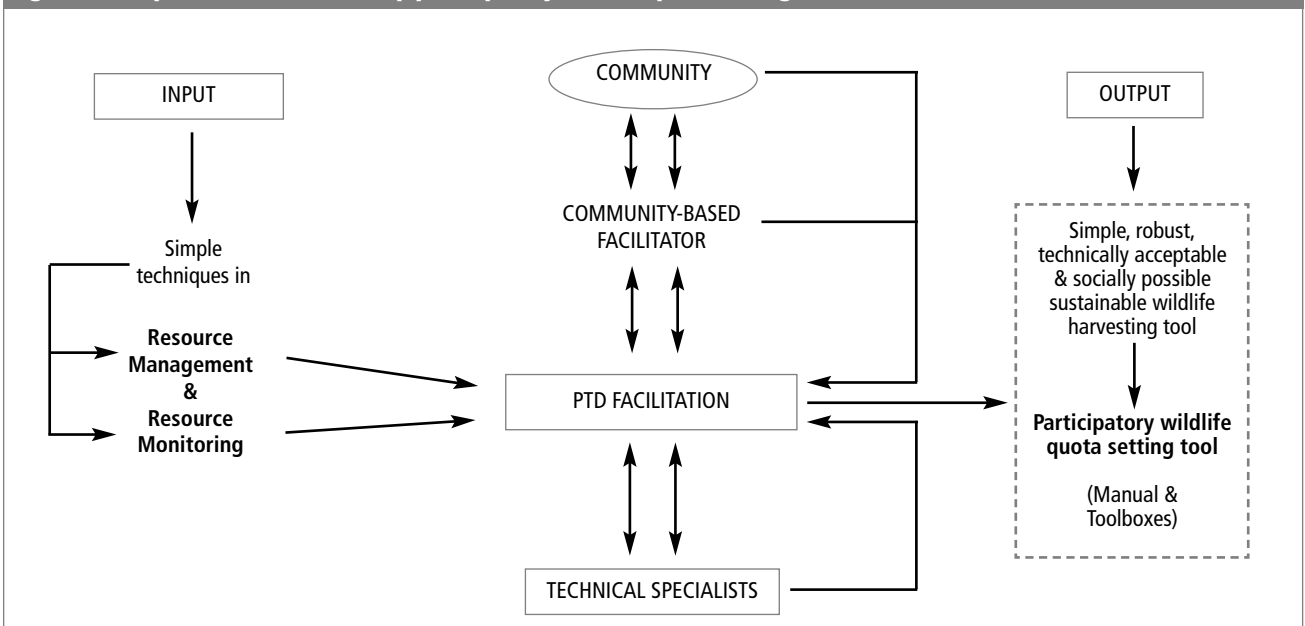 INPUT
Simple
techniques in
Resource
Management
&
Resource
Monitoring
COMMUNITY
COMMUNITY-BASED
FACILITATOR
PTD FACILITATION
TECHNICAL SPECIALISTS
OUTPUT
Simple, robust,
technically acceptable
& socially possible
sustainable wildlife
harvesting tool
Participatory wildlife
quota setting tool
(Manual &
Toolboxes)